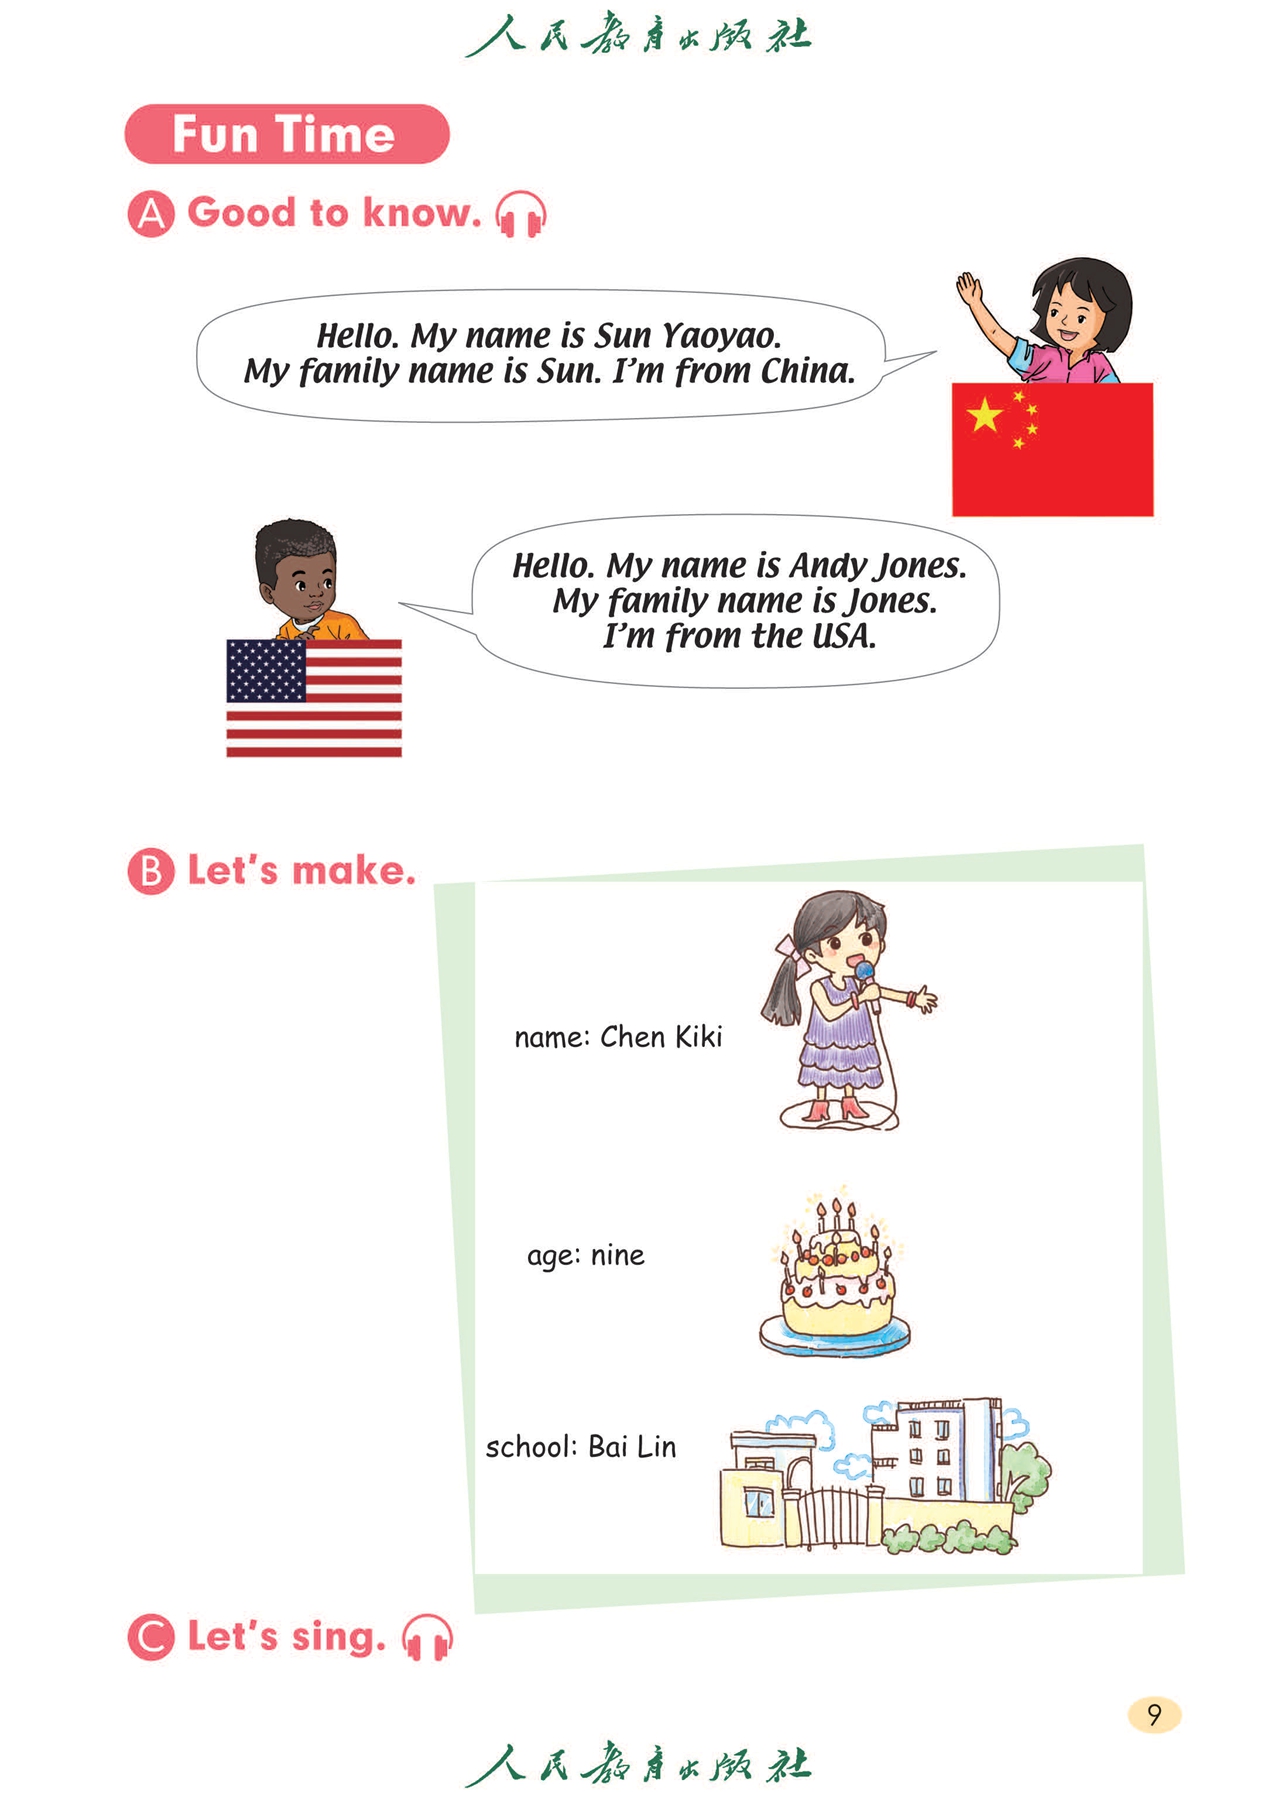 人民教育出版社
Fun Time
A Good to know.
Hello. My name is Sun Yaoyao.
My family name is Sun. I'm from China.
Hello. My name is Andy Jones.
My family name is Jones.
I'm from the USA.
B Let's make.
name: Chen Kiki
age: nine
school: Bai Lin
C Let's sing.
9
人民教育出版社